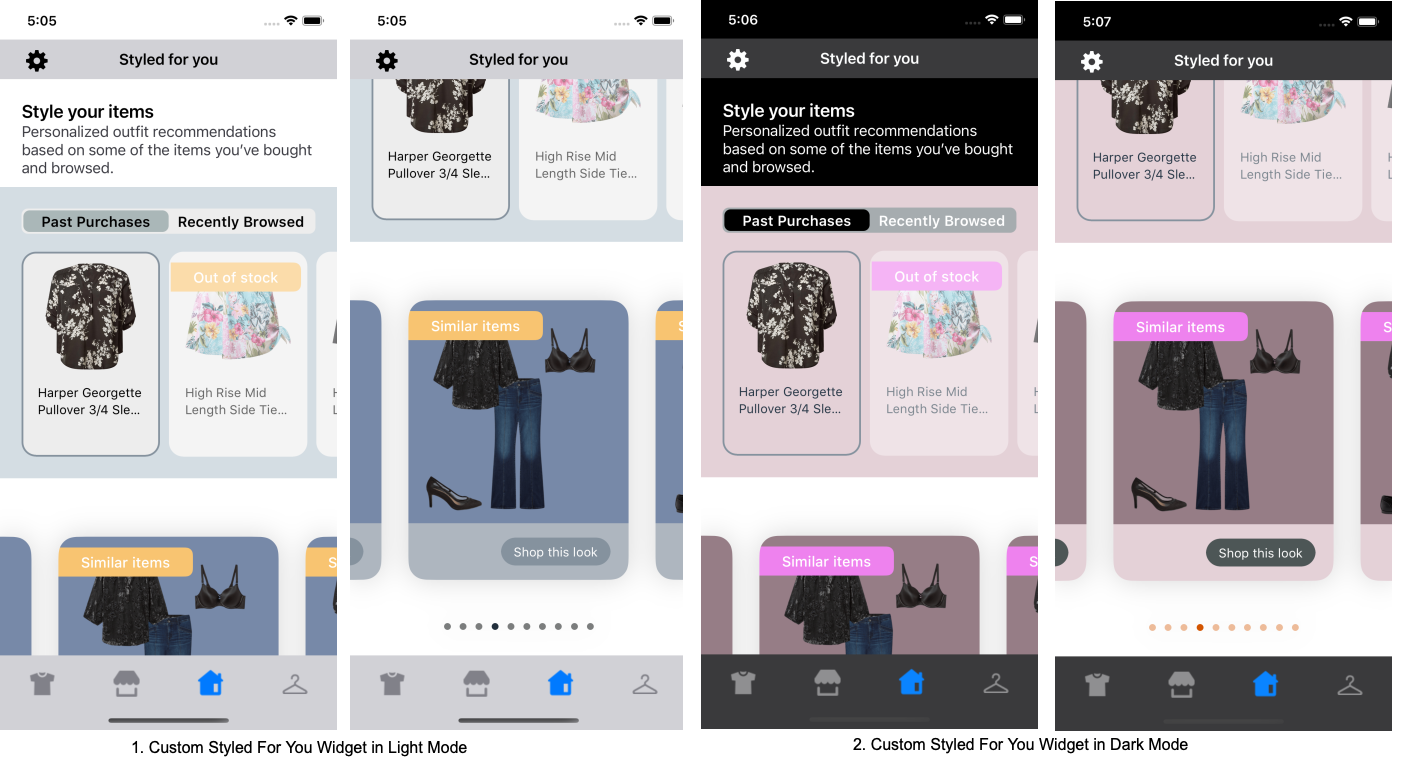 5:05
Styled for you
Style your items
Personalized outfit recommendations
based on some of the items you've bought
and browsed.
Past Purchases
Recently Browsed
Out of stock
Harper Georgette
Pullover 3/4 Sle...
High Rise Mid
Length Side Tie...
L
Similar items
S
5:05
Styled for you
Harper Georgette
Pullover 3/4 Sle...
High Rise Mid
Length Side Tie...
L
Similar items
S
Shop this look
1. Custom Styled For You Widget in Light Mode
5:06
Styled for you
Style your items
Personalized outfit recommendations
based on some of the items you've bought
and browsed.
Past Purchases
Recently Browsed
Out of stock
Harper Georgette
Pullover 3/4 Sle...
High Rise Mid
Length Side Tie...
L
Similar items
S
5:07
Styled for you
Harper Georgette
Pullover 3/4 Sle...
High Rise Mid
Length Side Tie...
L
Similar items
S
Shop this look
2. Custom Styled For You Widget in Dark Mode